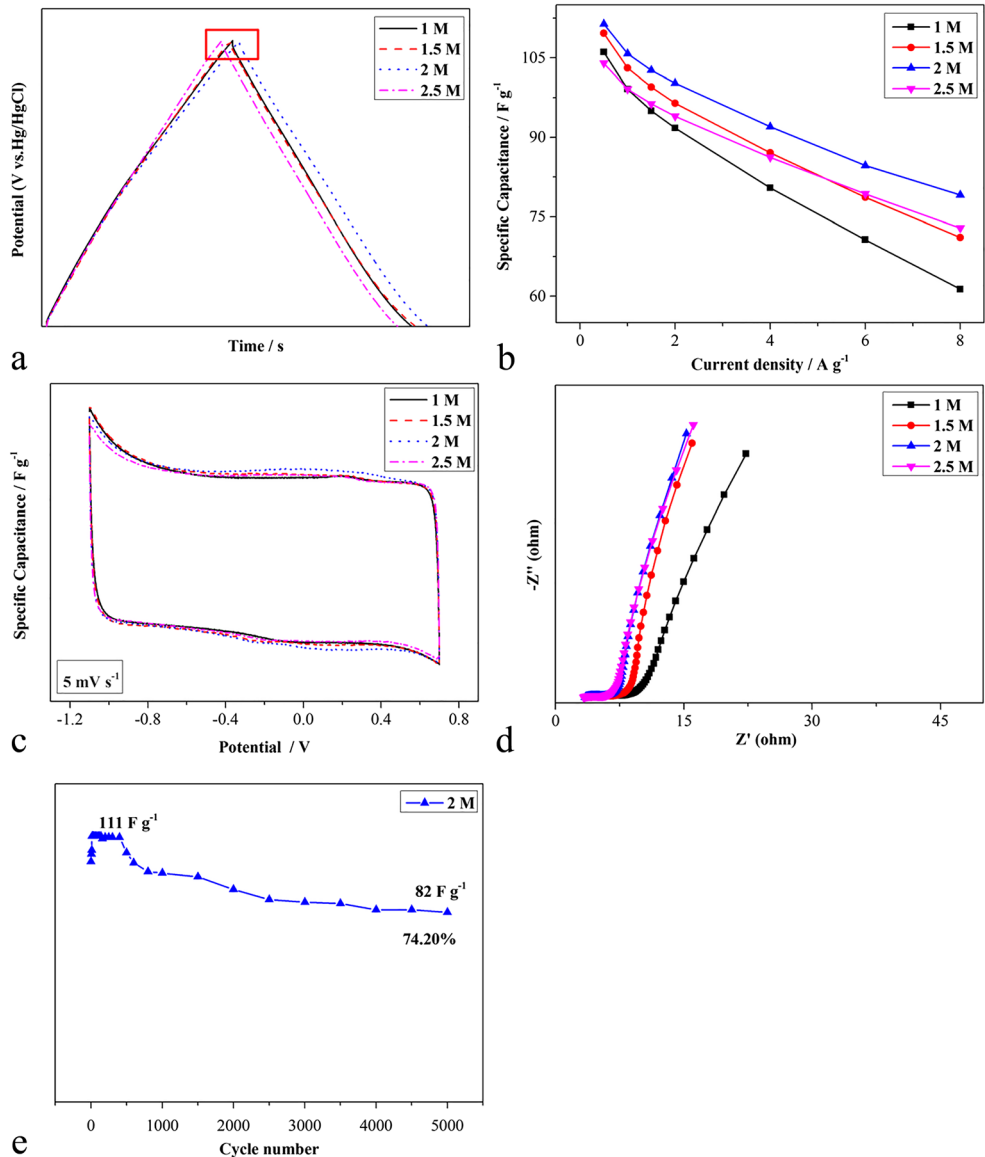 1 M
1.5 M
2 M
2.5 M
Potential (V vs.Hg/HgCl)
Time / s
a
1 M
1.5 M
2 M
2.5 M
105
90
75
60
Specific Capacitance / F g⁻¹
0 2 4 6 8
Current density / A g⁻¹
b
1 M
1.5 M
2 M
2.5 M
Specific Capacitance / F g⁻¹
5 mV s⁻¹
-1.2 -0.8 -0.4 0.0 0.4 0.8
Potential / V
c
1 M
1.5 M
2 M
2.5 M
-Z'' (ohm)
0 15 30 45
Z' (ohm)
d
2 M
111 F g⁻¹
82 F g⁻¹
74.20%
0 1000 2000 3000 4000 5000
Cycle number
e